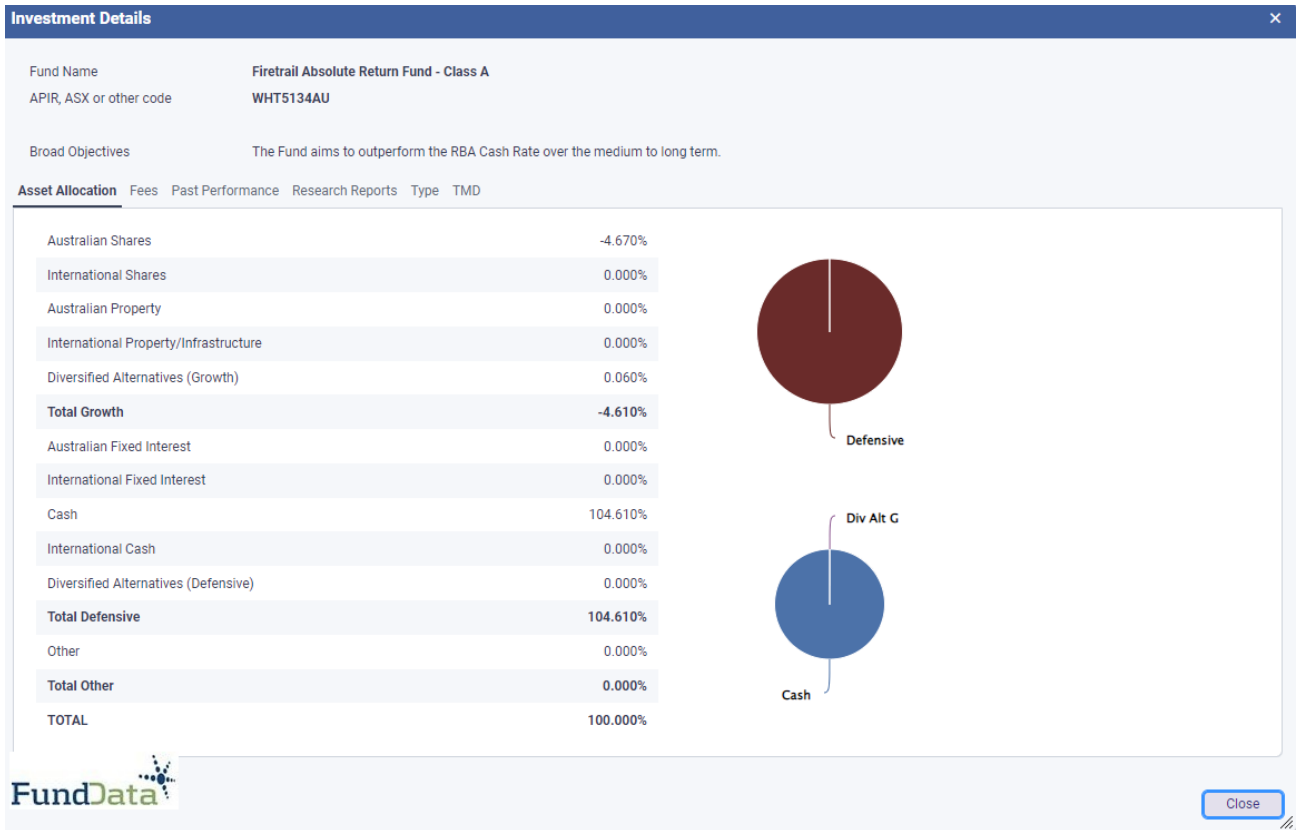 Investment Details ×
Fund Name Firetrail Absolute Return Fund - Class A
APIR, ASX or other code WHT5134AU
Broad Objectives The Fund aims to outperform the RBA Cash Rate over the medium to long term.
Asset Allocation Fees Past Performance Research Reports Type TMD
Australian Shares -4.670%
International Shares 0.000%
Australian Property 0.000%
International Property/Infrastructure 0.000%
Diversified Alternatives (Growth) 0.060%
Total Growth -4.610%
Australian Fixed Interest 0.000%
International Fixed Interest 0.000%
Cash 104.610%
International Cash 0.000%
Diversified Alternatives (Defensive) 0.000%
Total Defensive 104.610%
Other 0.000%
Total Other 0.000%
TOTAL 100.000%
Defensive
Div Alt G
Cash
FundData
Close